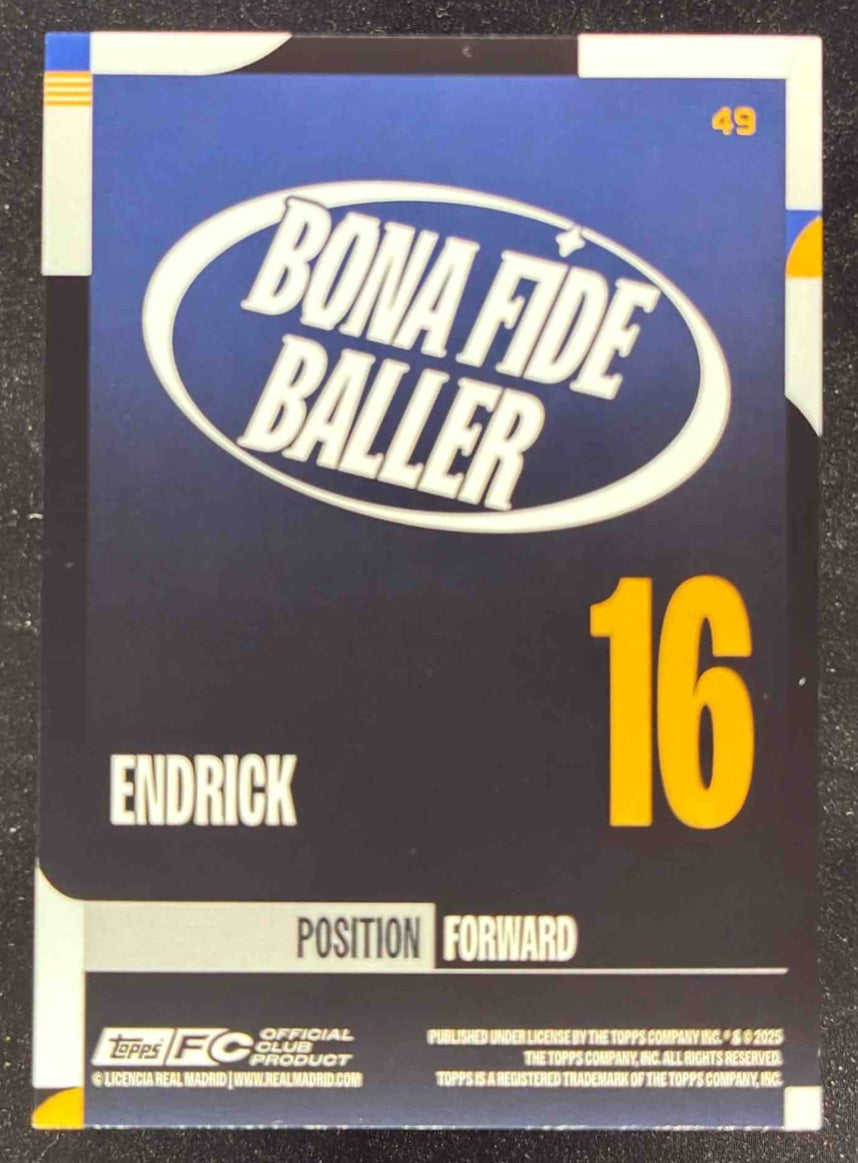 49
BONA FIDE
BALLER
16
ENDRICK
POSITION FORWARD
topps FC OFFICIAL
CLUB
PRODUCT
© LICENCIA REAL MADRID | WWW.REALMADRID.COM
PUBLISHED UNDER LICENSE BY THE TOPPS COMPANY INC.® & © 2025
THE TOPPS COMPANY, INC. ALL RIGHTS RESERVED.
TOPPS IS A REGISTERED TRADEMARK OF THE TOPPS COMPANY, INC.